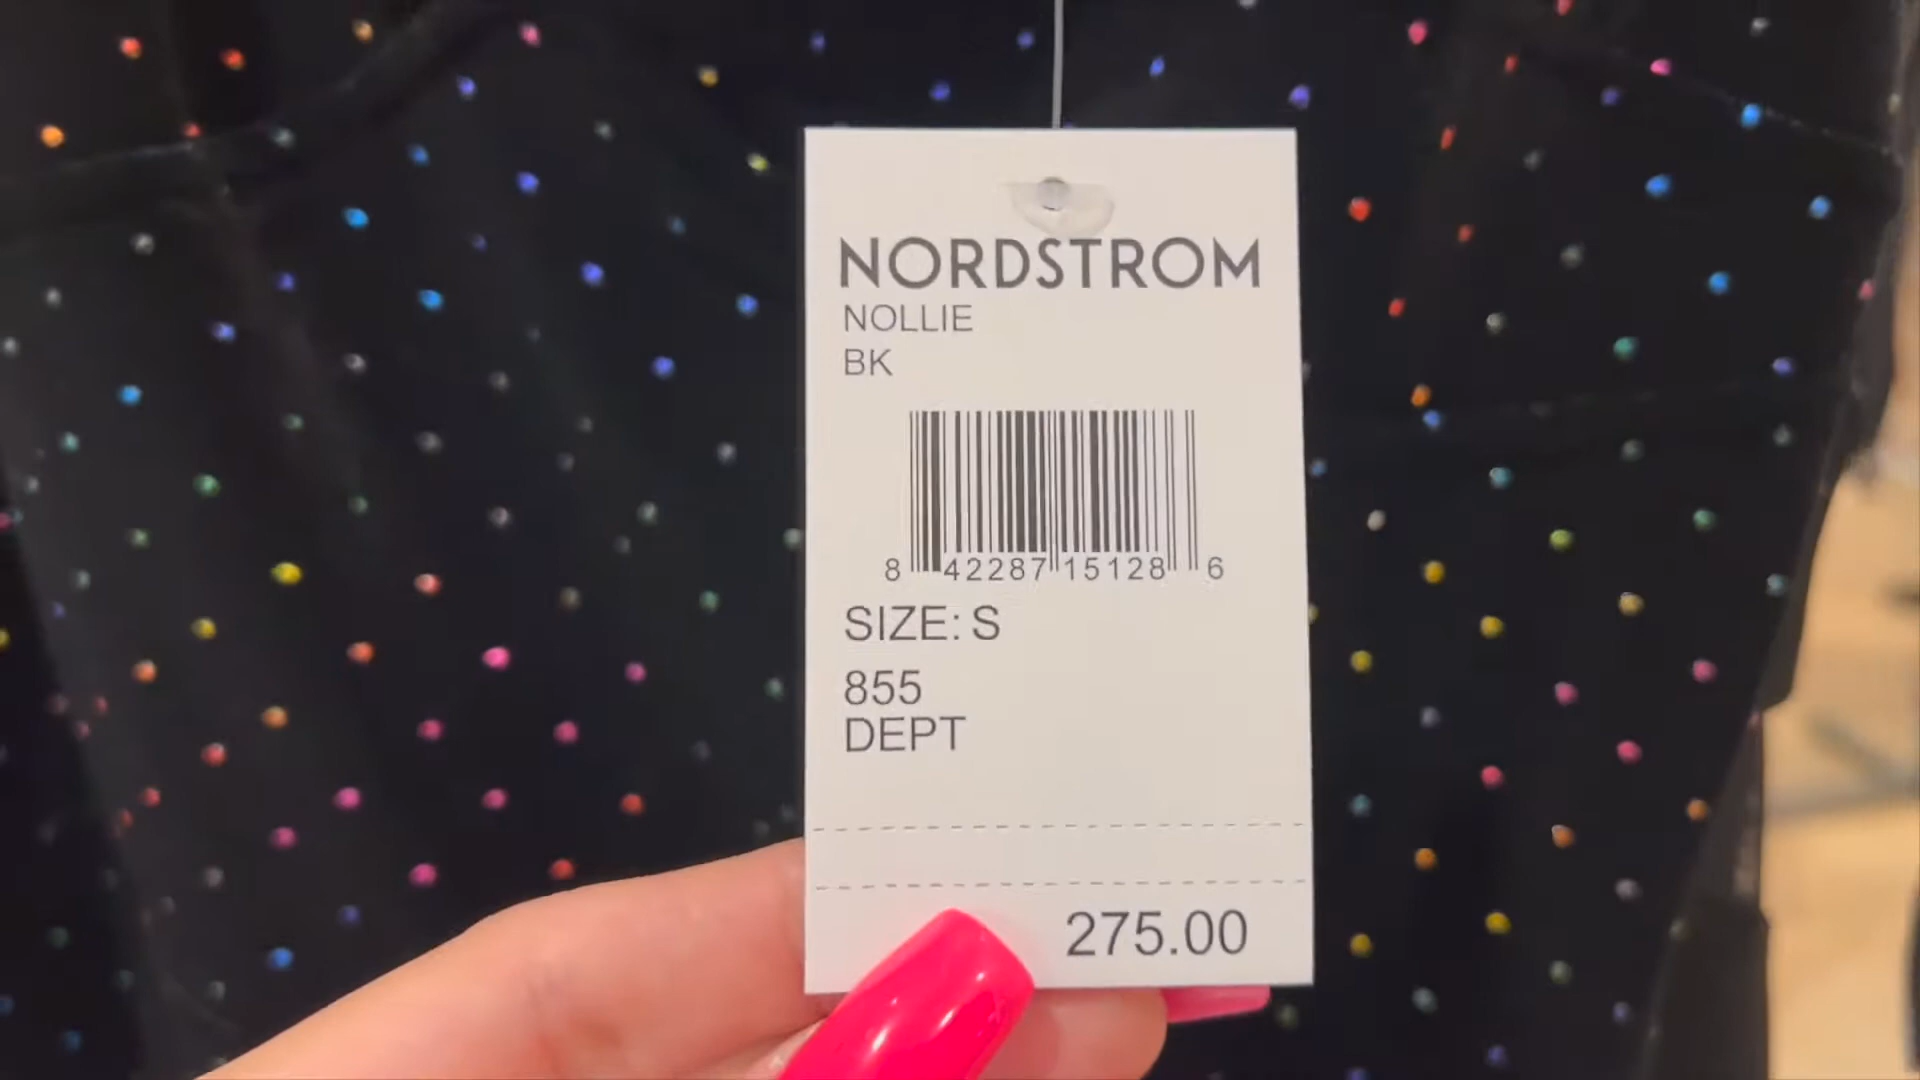 NORDSTROM
NOLLIE
BK
8 42287 15128 6
SIZE: S
855
DEPT
275.00